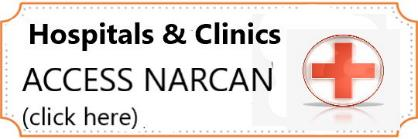 Hospitals & Clinics
ACCESS NARCAN
(click here)